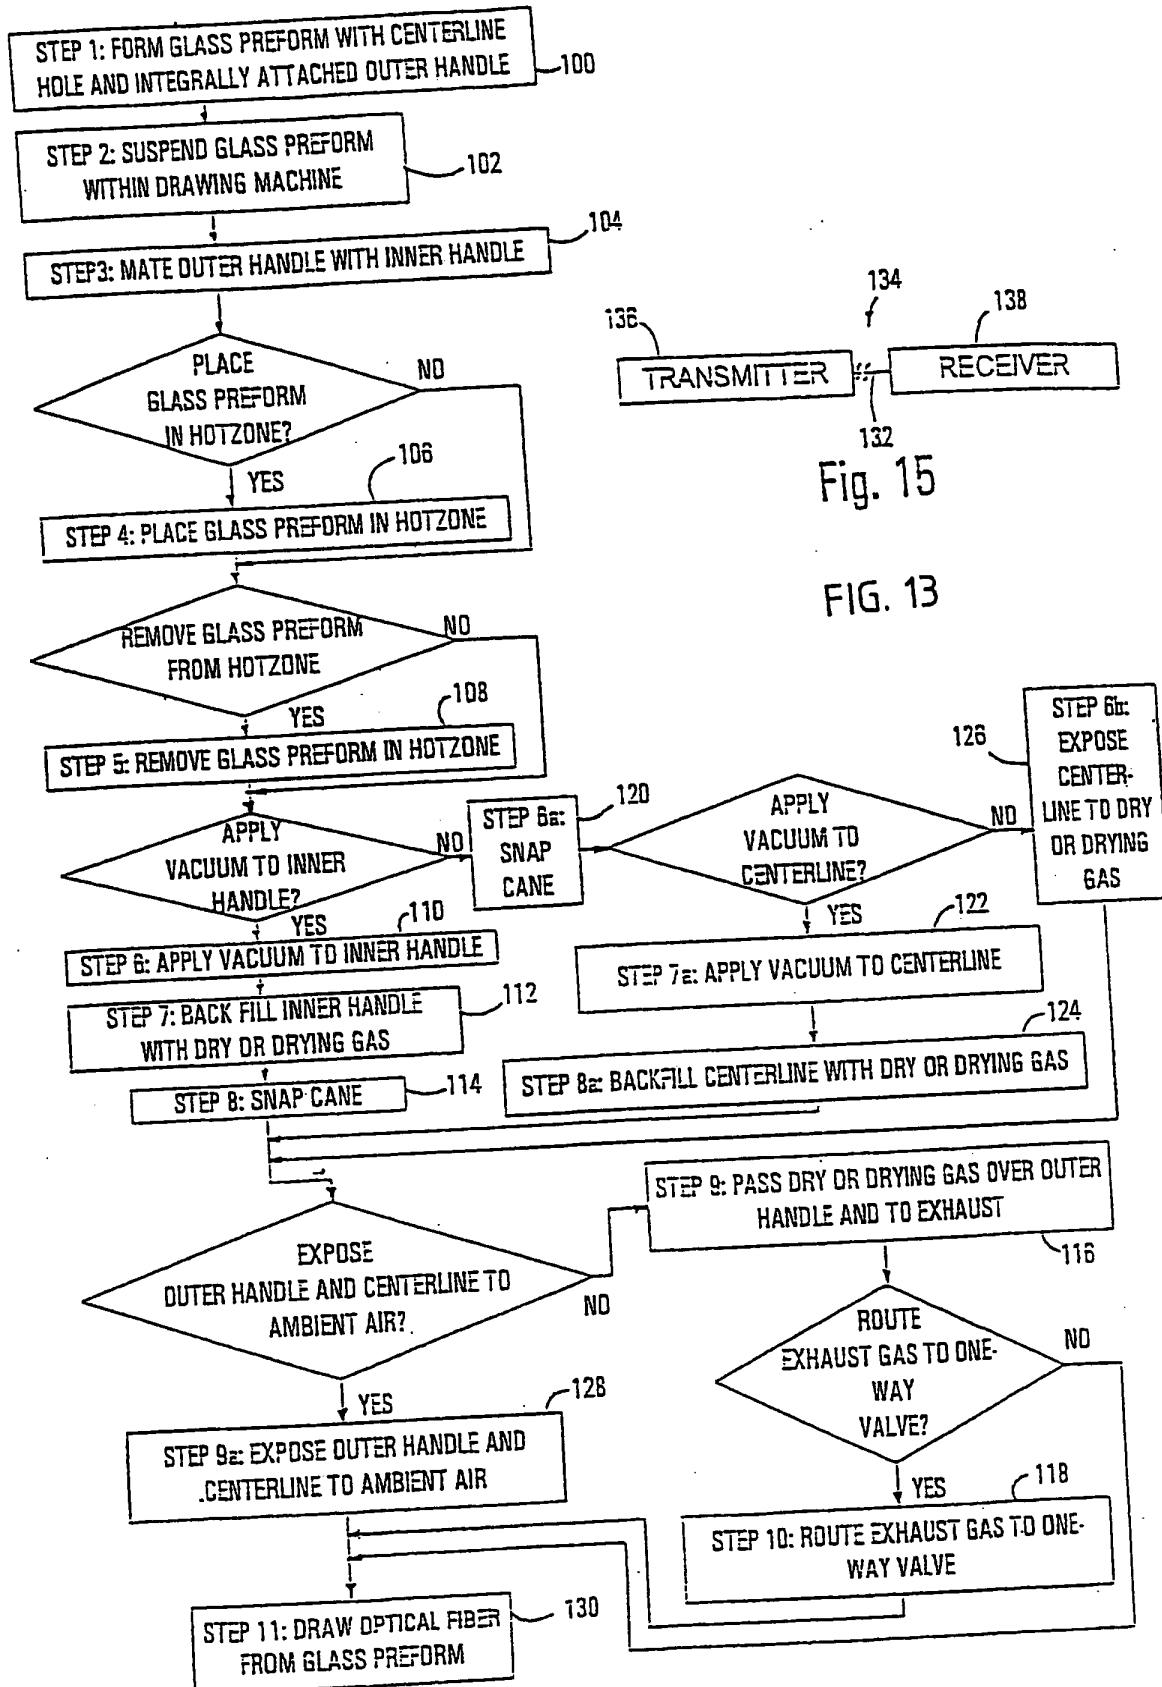 STEP 1: FORM GLASS PREFORM WITH CENTERLINE
HOLE AND INTEGRALLY ATTACHED OUTER HANDLE
100
STEP 2: SUSPEND GLASS PREFORM
WITHIN DRAWING MACHINE
102
104
STEP3: MATE OUTER HANDLE WITH INNER HANDLE
PLACE
GLASS PREFORM
IN HOTZONE?
NO
YES
106
STEP 4: PLACE GLASS PREFORM IN HOTZONE
136
134
138
TRANSMITTER
RECEIVER
132
Fig. 15
FIG. 13
REMOVE GLASS PREFORM
FROM HOTZONE
NO
YES
108
STEP 5: REMOVE GLASS PREFORM IN HOTZONE
APPLY
VACUUM TO INNER
HANDLE?
NO
YES
STEP 6a:
SNAP
CANE
120
APPLY
VACUUM TO
CENTERLINE?
NO
YES
126
STEP 6b:
EXPOSE
CENTER-
LINE TO DRY
OR DRYING
GAS
110
STEP 6: APPLY VACUUM TO INNER HANDLE
122
STEP 7a: APPLY VACUUM TO CENTERLINE
STEP 7: BACK FILL INNER HANDLE
WITH DRY OR DRYING GAS
112
124
STEP 8a: BACKFILL CENTERLINE WITH DRY OR DRYING GAS
STEP 8: SNAP CANE
114
STEP 9: PASS DRY OR DRYING GAS OVER OUTER
HANDLE AND TO EXHAUST
116
EXPOSE
OUTER HANDLE AND CENTERLINE TO
AMBIENT AIR?
NO
YES
ROUTE
EXHAUST GAS TO ONE-
WAY
VALVE?
NO
YES
128
STEP 9a: EXPOSE OUTER HANDLE AND
CENTERLINE TO AMBIENT AIR
118
STEP 10: ROUTE EXHAUST GAS TO ONE-
WAY VALVE
STEP 11: DRAW OPTICAL FIBER
FROM GLASS PREFORM
130